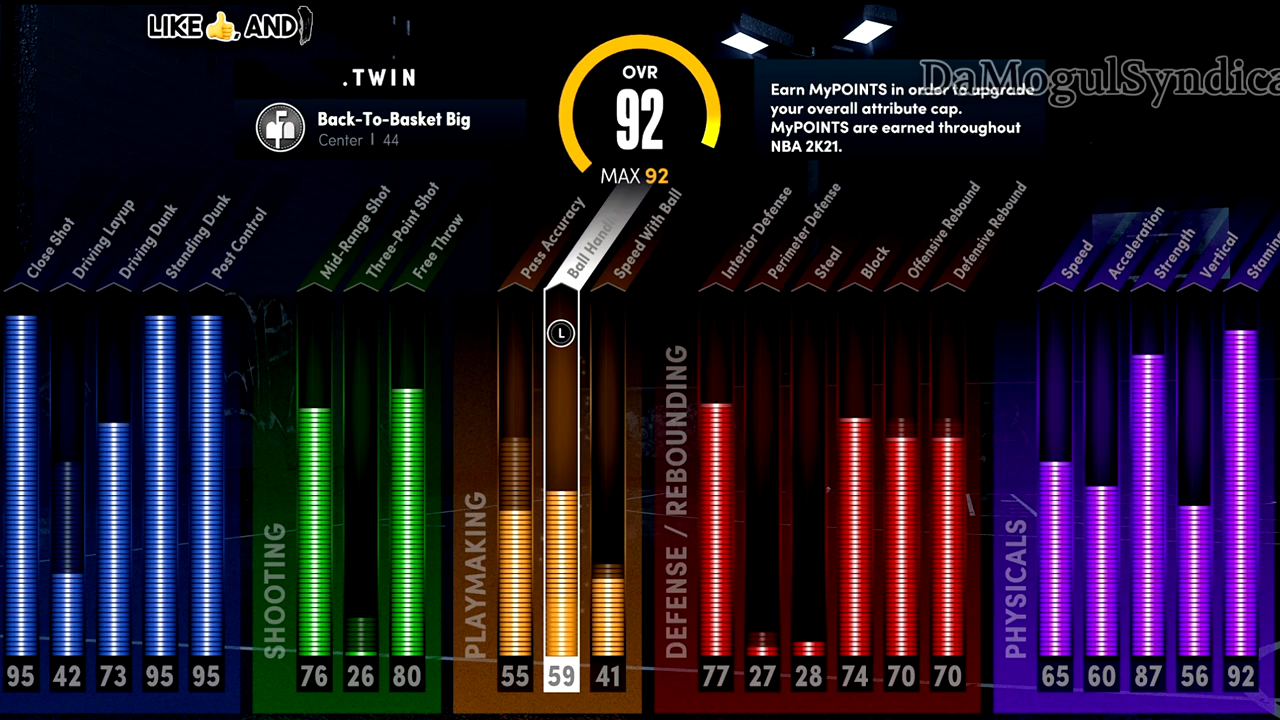 LIKE 👍 AND
.TWIN
Back-To-Basket Big
Center | 44
OVR
92
MAX 92
Earn MyPOINTS in order to upgrade
your overall attribute cap.
MyPOINTS are earned throughout
NBA 2K21.
Close Shot
Driving Layup
Driving Dunk
Standing Dunk
Post Control
Mid-Range Shot
Three-Point Shot
Free Throw
Pass Accuracy
Speed With Ball
Interior Defense
Perimeter Defense
Steal
Block
Offensive Rebound
Defensive Rebound
Speed
Acceleration
Strength
Vertical
L
SHOOTING
PLAYMAKING
DEFENSE / REBOUNDING
PHYSICALS
95 42 73 95 95 76 26 80 55 59 41 77 27 28 74 70 70 65 60 87 56 92